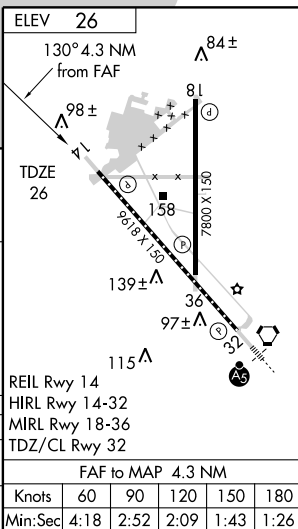 ELEV 26
130° 4.3 NM
from FAF
84±
98±
18
14
P
TDZE
26
P
158
7800 X 150
9618 X 150
P
139±
36
97±
P
32
115
A5
REIL Rwy 14
HIRL Rwy 14-32
MIRL Rwy 18-36
TDZ/CL Rwy 32
FAF to MAP 4.3 NM
Knots 60 90 120 150 180
Min:Sec 4:18 2:52 2:09 1:43 1:26